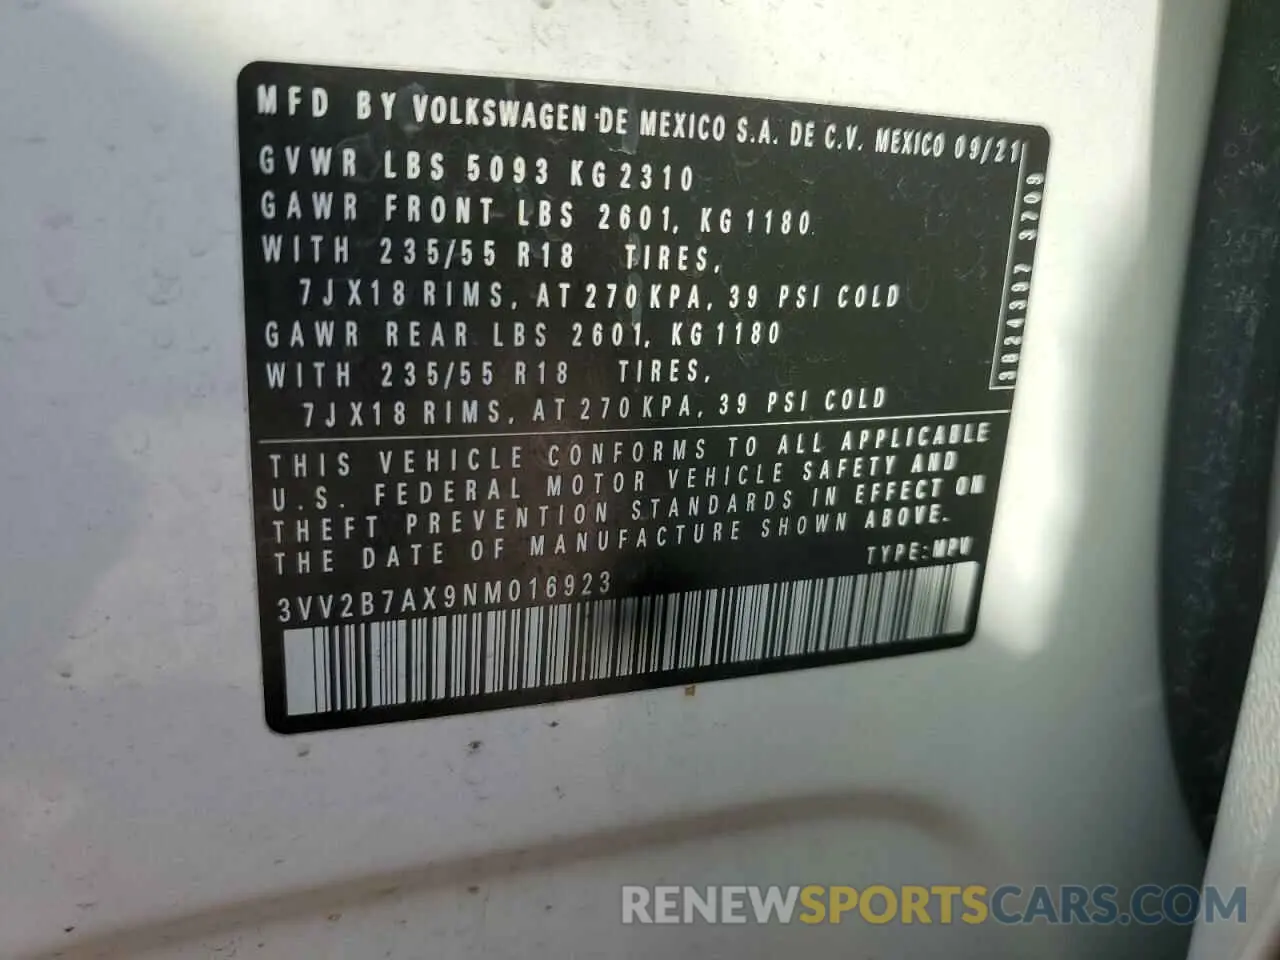 MFD BY VOLKSWAGEN DE MEXICO S.A. DE C.V. MEXICO 09/21
GVWR LBS 5093 KG 2310
GAWR FRONT LBS 2601, KG 1180
WITH 235/55 R18 TIRES,
7JX18 RIMS, AT 270 KPA, 39 PSI COLD
GAWR REAR LBS 2601, KG 1180
WITH 235/55 R18 TIRES,
7JX18 RIMS, AT 270 KPA, 39 PSI COLD
THIS VEHICLE CONFORMS TO ALL APPLICABLE
U.S. FEDERAL MOTOR VEHICLE SAFETY AND
THEFT PREVENTION STANDARDS IN EFFECT ON
THE DATE OF MANUFACTURE SHOWN ABOVE.
TYPE:MPV
3VV2B7AX9NM016923
RENEWSPORTSCARS.COM